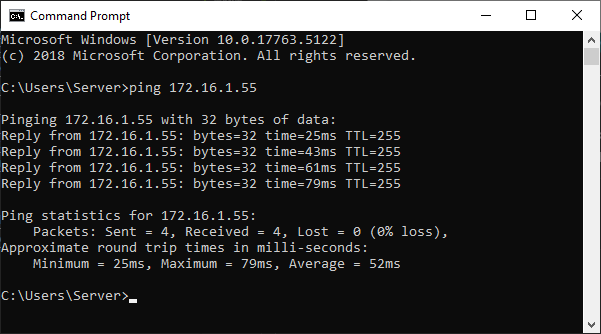 Command Prompt
Microsoft Windows [Version 10.0.17763.5122]
(c) 2018 Microsoft Corporation. All rights reserved.
C:\Users\Server>ping 172.16.1.55
Pinging 172.16.1.55 with 32 bytes of data:
Reply from 172.16.1.55: bytes=32 time=25ms TTL=255
Reply from 172.16.1.55: bytes=32 time=43ms TTL=255
Reply from 172.16.1.55: bytes=32 time=61ms TTL=255
Reply from 172.16.1.55: bytes=32 time=79ms TTL=255
Ping statistics for 172.16.1.55:
    Packets: Sent = 4, Received = 4, Lost = 0 (0% loss),
Approximate round trip times in milli-seconds:
    Minimum = 25ms, Maximum = 79ms, Average = 52ms
C:\Users\Server>